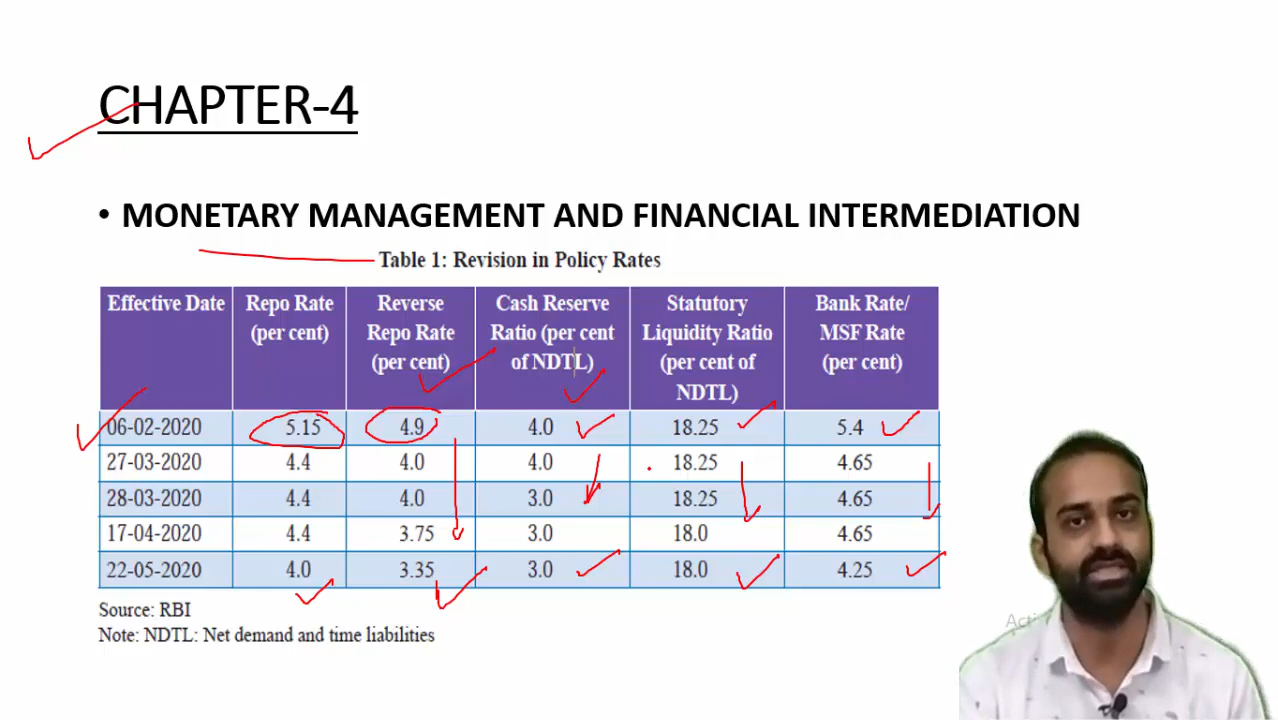 CHAPTER-4
• MONETARY MANAGEMENT AND FINANCIAL INTERMEDIATION
Table 1: Revision in Policy Rates
Effective Date Repo Rate (per cent) Reverse Repo Rate (per cent) Cash Reserve Ratio (per cent of NDTL) Statutory Liquidity Ratio (per cent of NDTL) Bank Rate/ MSF Rate (per cent)
06-02-2020 5.15 4.9 4.0 18.25 5.4
27-03-2020 4.4 4.0 4.0 18.25 4.65
28-03-2020 4.4 4.0 3.0 18.25 4.65
17-04-2020 4.4 3.75 3.0 18.0 4.65
22-05-2020 4.0 3.35 3.0 18.0 4.25
Source: RBI
Note: NDTL: Net demand and time liabilities